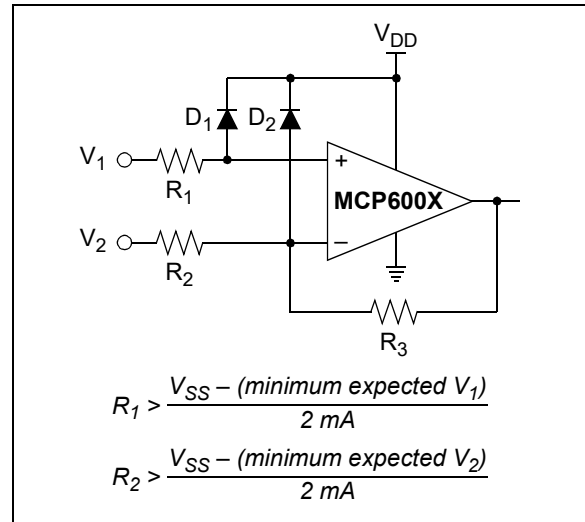 V_DD
D_1 D_2
V_1
R_1
+
MCP600X
V_2
R_2
–
R_3
R_1 > V_SS – (minimum expected V_1) / 2 mA
R_2 > V_SS – (minimum expected V_2) / 2 mA